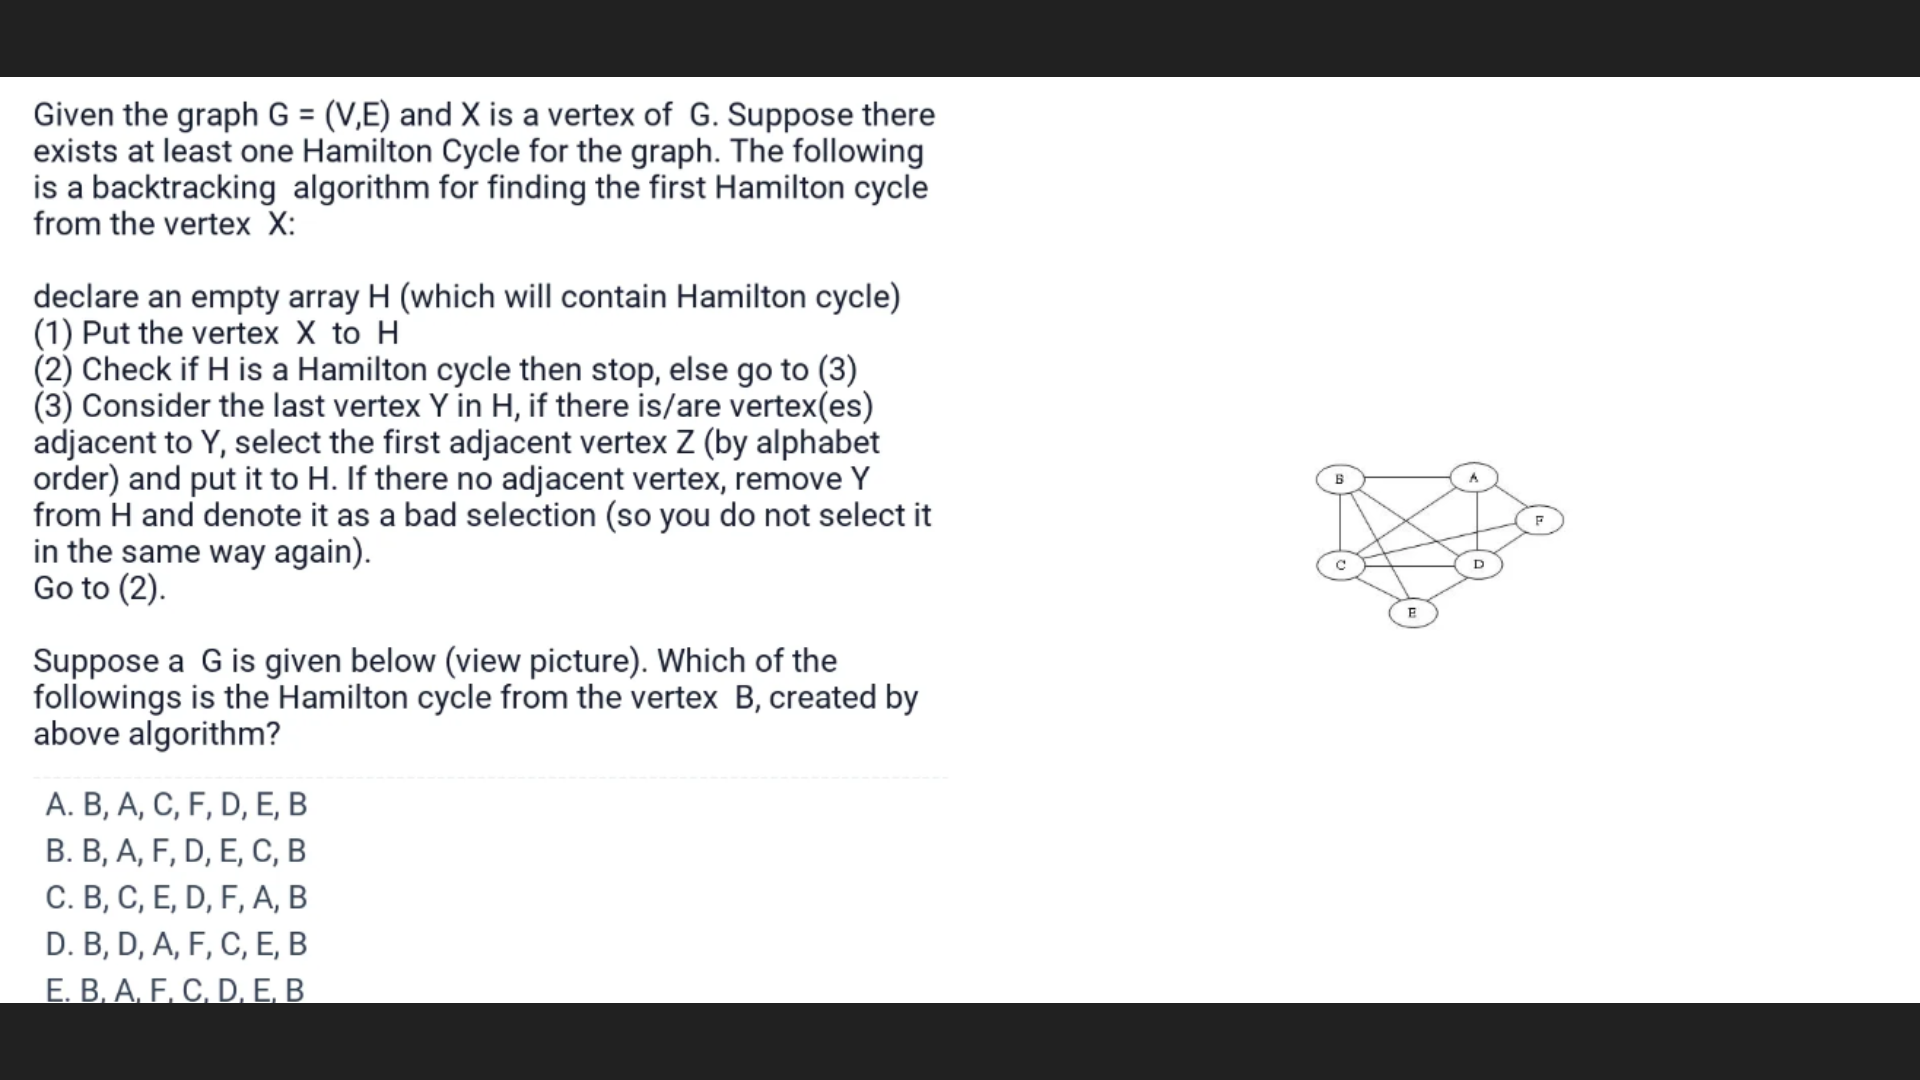 Given the graph G = (V,E) and X is a vertex of  G. Suppose there
exists at least one Hamilton Cycle for the graph. The following
is a backtracking  algorithm for finding the first Hamilton cycle
from the vertex  X:
declare an empty array H (which will contain Hamilton cycle)
(1) Put the vertex  X  to  H
(2) Check if H is a Hamilton cycle then stop, else go to (3)
(3) Consider the last vertex Y in H, if there is/are vertex(es)
adjacent to Y, select the first adjacent vertex Z (by alphabet
order) and put it to H. If there no adjacent vertex, remove Y
from H and denote it as a bad selection (so you do not select it
in the same way again).
Go to (2).
Suppose a  G is given below (view picture). Which of the
followings is the Hamilton cycle from the vertex  B, created by
above algorithm?
A. B, A, C, F, D, E, B
B. B, A, F, D, E, C, B
C. B, C, E, D, F, A, B
D. B, D, A, F, C, E, B
E. B, A, F, C, D, E, B
B
A
F
C
D
E